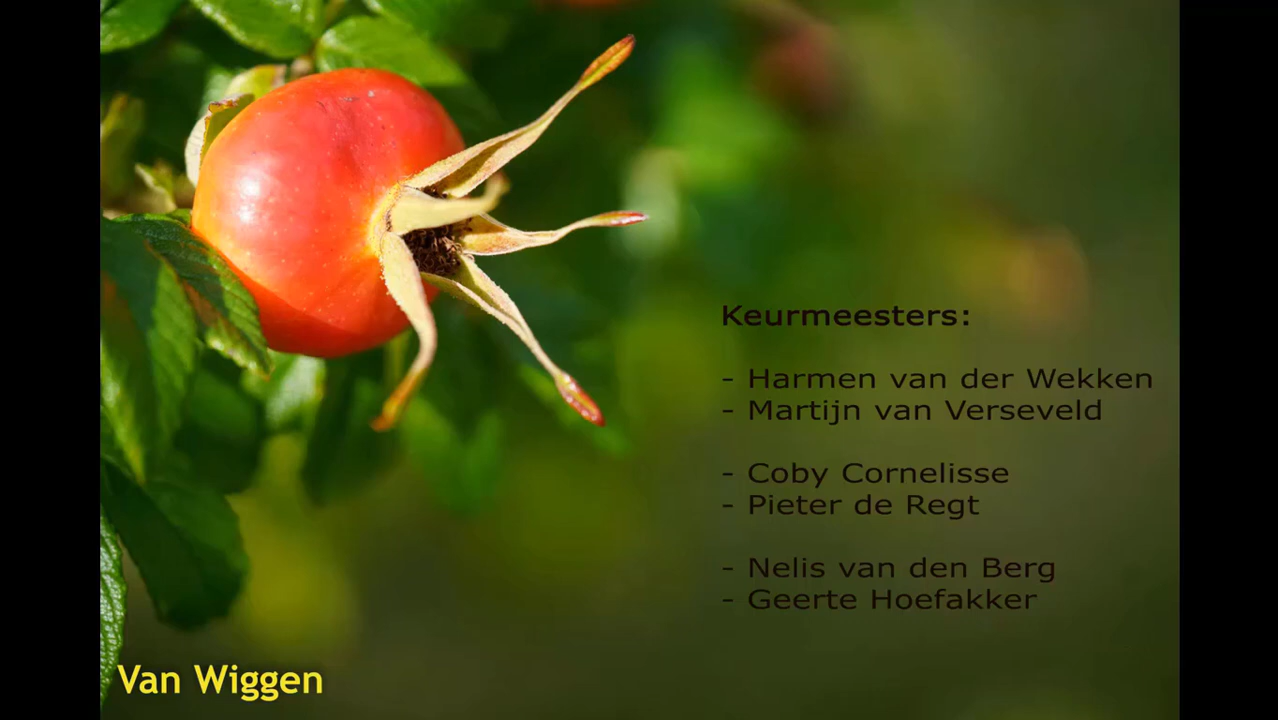 Keurmeesters:
- Harmen van der Wekken
- Martijn van Verseveld
- Coby Cornelisse
- Pieter de Regt
- Nelis van den Berg
- Geerte Hoefakker
Van Wiggen